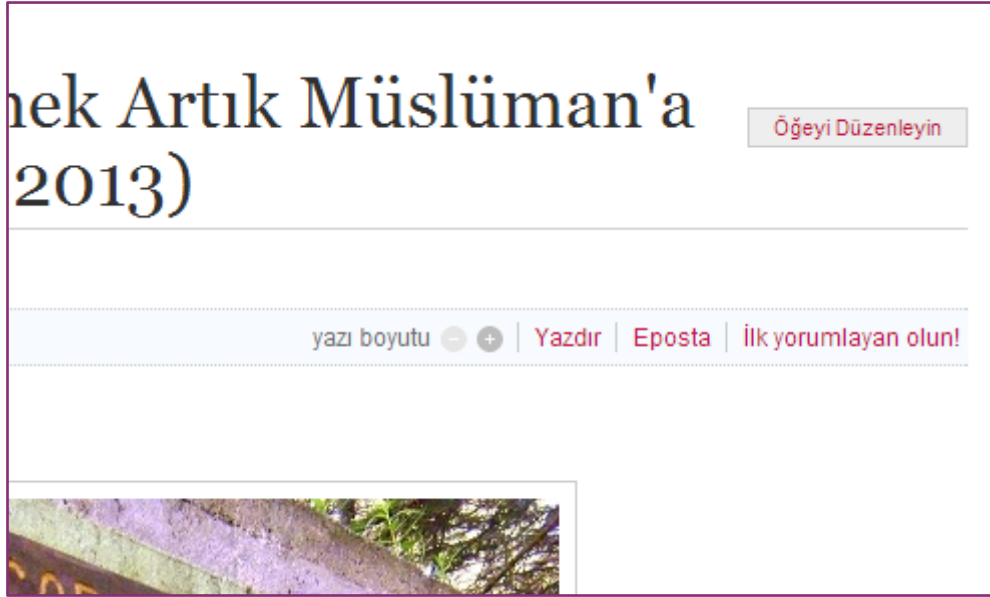 nek Artık Müslüman'a
2013)
Öğeyi Düzenleyin
yazı boyutu - + | Yazdır | Eposta | İlk yorumlayan olun!